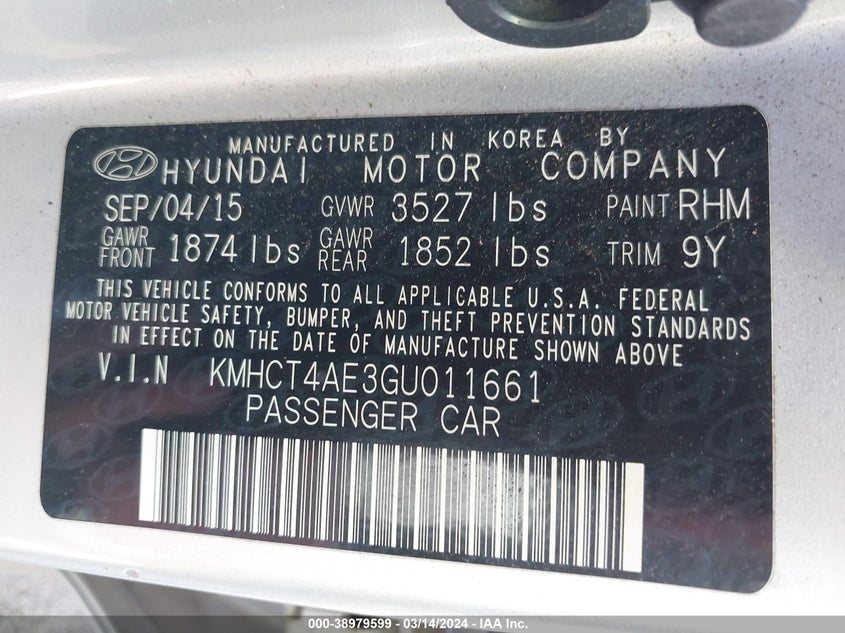 MANUFACTURED IN KOREA BY
HYUNDAI MOTOR COMPANY
SEP/04/15 GVWR 3527 lbs PAINT RHM
GAWR FRONT 1874 lbs GAWR REAR 1852 lbs TRIM 9Y
THIS VEHICLE CONFORMS TO ALL APPLICABLE U.S.A. FEDERAL
MOTOR VEHICLE SAFETY, BUMPER, AND THEFT PREVENTION STANDARDS
IN EFFECT ON THE DATE OF MANUFACTURE SHOWN ABOVE
V.I.N KMHCT4AE3GU011661
PASSENGER CAR
000-38979599 - 03/14/2024 - IAA Inc.